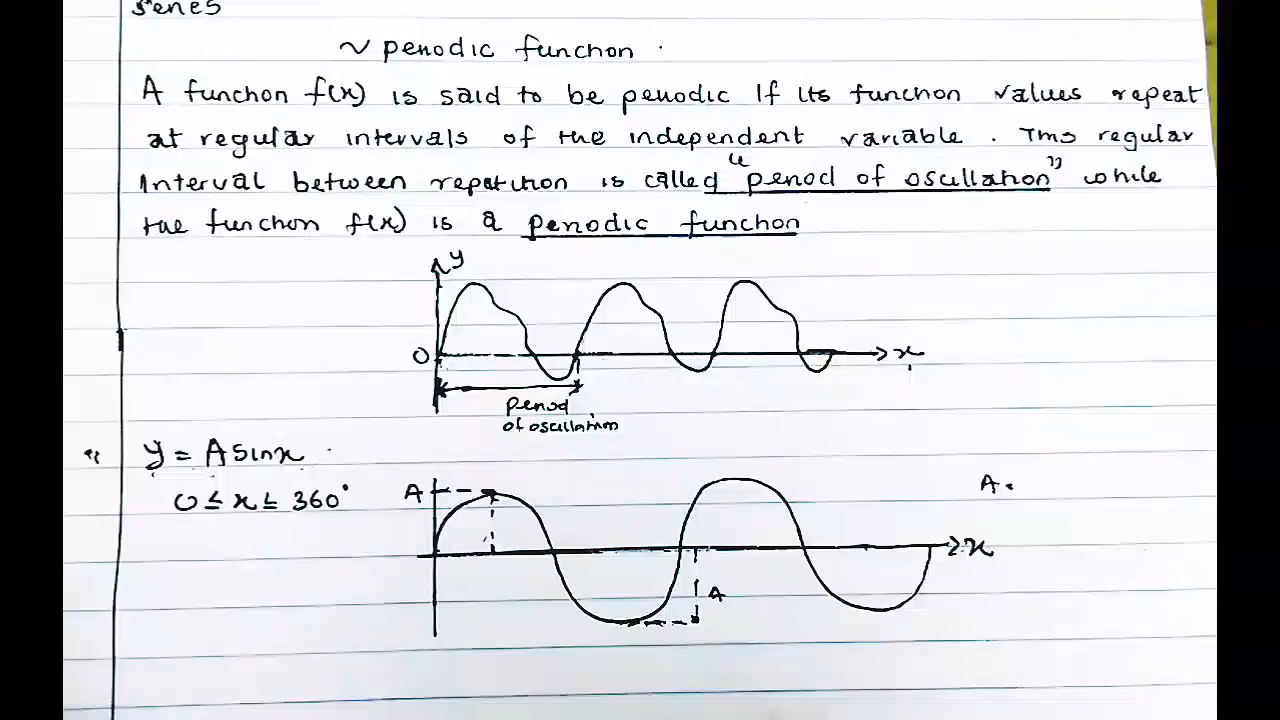 series
~ periodic function
A function f(x) is said to be periodic if its function values repeat
at regular intervals of the independent variable. This regular
interval between repetition is called "period of oscillation" while
the function f(x) is a periodic function
y
O
x
period
of oscillation
y = A sinx
0 ≤ x ≤ 360°
A
A =
x
A